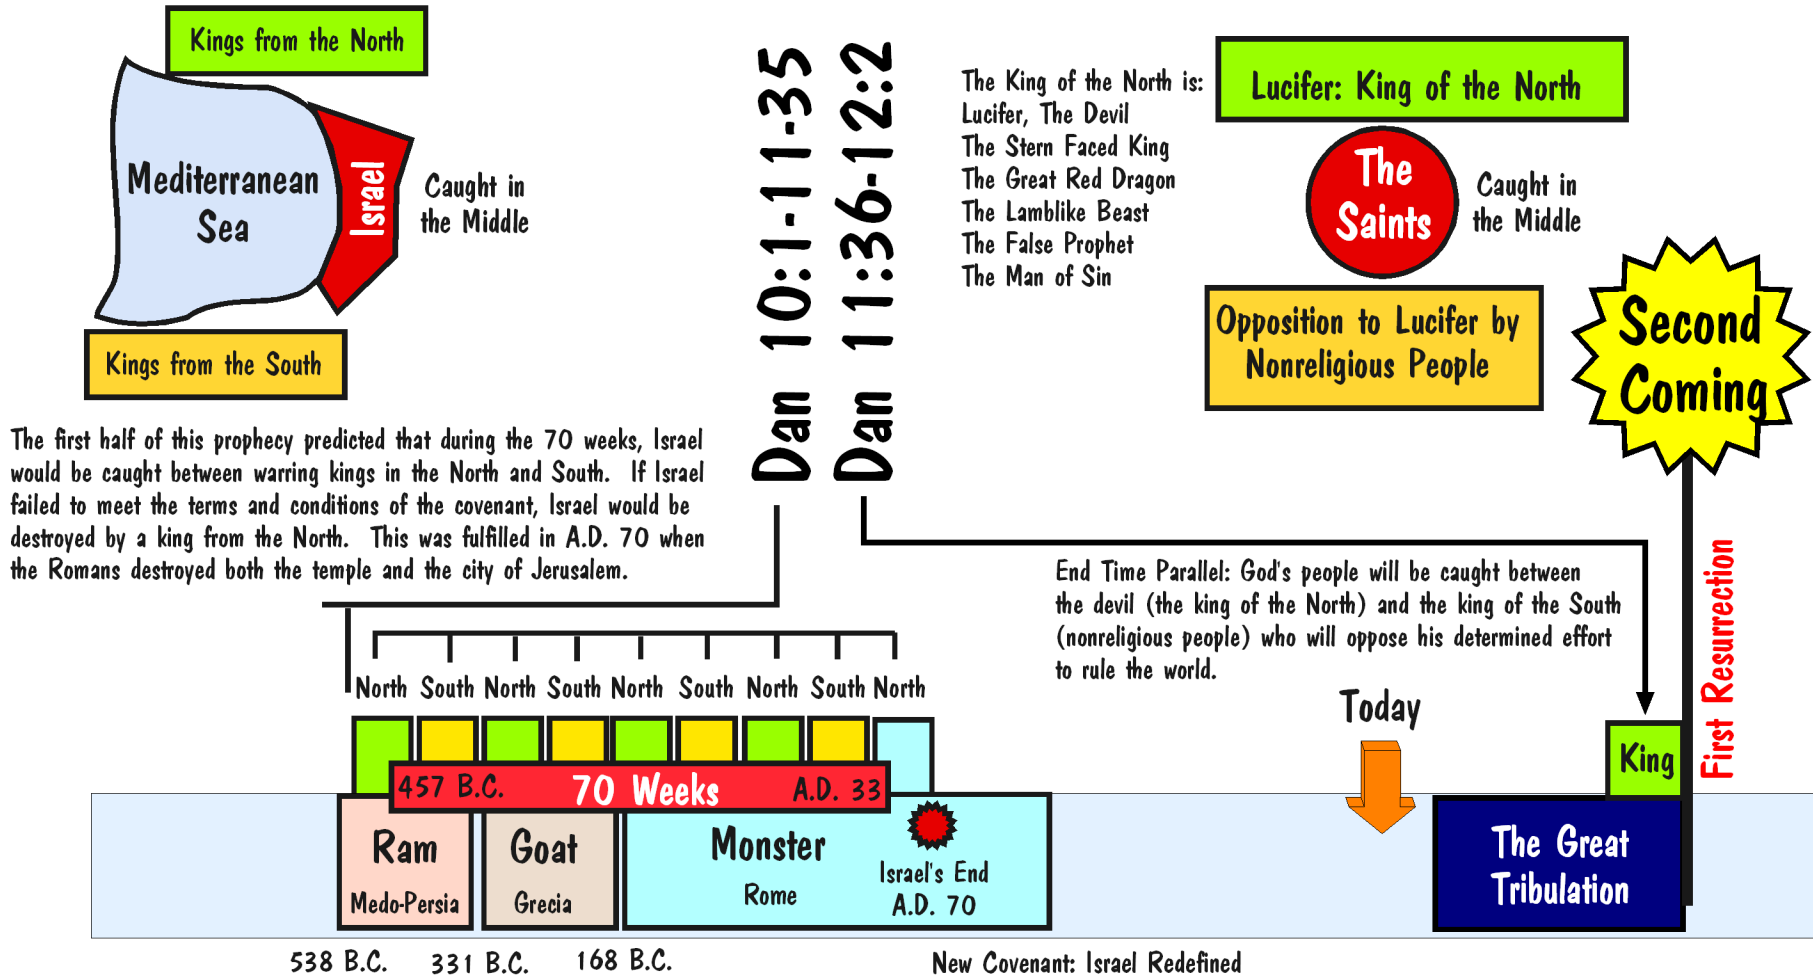 Kings from the North
Mediterranean
Sea
Israel
Caught in
the Middle
Kings from the South
The first half of this prophecy predicted that during the 70 weeks, Israel
would be caught between warring kings in the North and South. If Israel
failed to meet the terms and conditions of the covenant, Israel would be
destroyed by a king from the North. This was fulfilled in A.D. 70 when
the Romans destroyed both the temple and the city of Jerusalem.
Dan 10:1-11-35
Dan 11:36-12:2
The King of the North is:
Lucifer, The Devil
The Stern Faced King
The Great Red Dragon
The Lamblike Beast
The False Prophet
The Man of Sin
Lucifer: King of the North
The
Saints
Caught in
the Middle
Opposition to Lucifer by
Nonreligious People
Second
Coming
First Resurrection
End Time Parallel: God's people will be caught between
the devil (the king of the North) and the king of the South
(nonreligious people) who will oppose his determined effort
to rule the world.
North South North South North South North South North
457 B.C. 70 Weeks A.D. 33
Today
King
Ram
Medo-Persia
Goat
Grecia
Monster
Rome
Israel's End
A.D. 70
The Great
Tribulation
538 B.C. 331 B.C. 168 B.C.
New Covenant: Israel Redefined